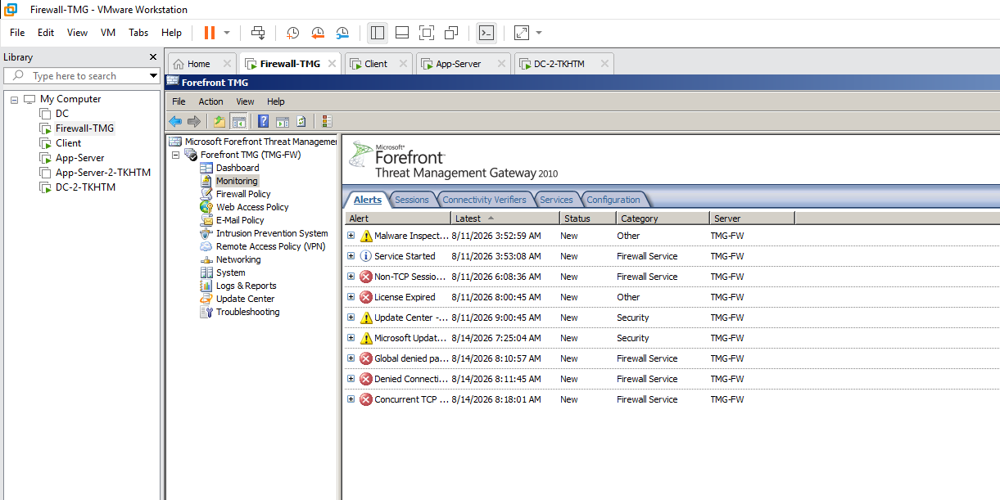 Firewall-TMG - VMware Workstation
File Edit View VM Tabs Help
Library
Type here to search
My Computer
DC
Firewall-TMG
Client
App-Server
App-Server-2-TKHTM
DC-2-TKHTM
Home Firewall-TMG Client App-Server DC-2-TKHTM
Forefront TMG
File Action View Help
Microsoft Forefront Threat Manageme
Forefront TMG (TMG-FW)
Dashboard
Monitoring
Firewall Policy
Web Access Policy
E-Mail Policy
Intrusion Prevention System
Remote Access Policy (VPN)
Networking
System
Logs & Reports
Update Center
Troubleshooting
Microsoft®
Forefront™
Threat Management Gateway 2010
Alerts Sessions Connectivity Verifiers Services Configuration
Alert Latest Status Category Server
Malware Inspect... 8/11/2026 3:52:59 AM New Other TMG-FW
Service Started 8/11/2026 3:53:08 AM New Firewall Service TMG-FW
Non-TCP Sessio... 8/11/2026 6:08:36 AM New Firewall Service TMG-FW
License Expired 8/11/2026 8:00:45 AM New Other TMG-FW
Update Center -... 8/11/2026 9:00:45 AM New Security TMG-FW
Microsoft Updat... 8/14/2026 7:25:04 AM New Security TMG-FW
Global denied pa... 8/14/2026 8:10:57 AM New Firewall Service TMG-FW
Denied Connecti... 8/14/2026 8:11:45 AM New Firewall Service TMG-FW
Concurrent TCP ... 8/14/2026 8:18:01 AM New Firewall Service TMG-FW